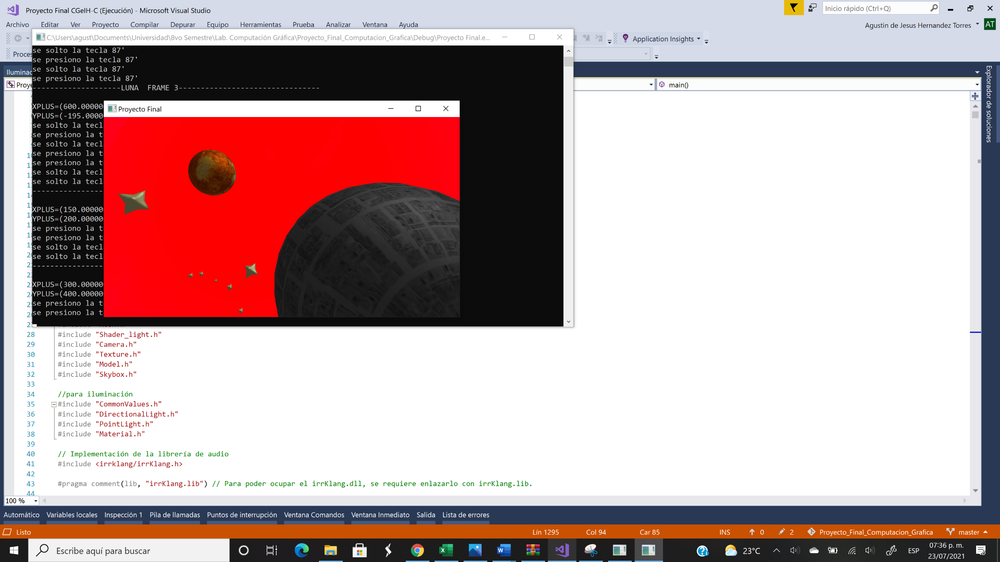 Proyecto Final CGeIH-C (Ejecución) - Microsoft Visual Studio
Inicio rápido (Ctrl+Q)
Archivo Editar Ver Proyecto Compilar Depurar Equipo Herramientas Prueba Analizar Ventana Ayuda
Agustin de Jesus Hernandez Torres AT
C:\Users\agust\Documents\Universidad\8vo Semestre\Lab. Computación Gráfica\Proyecto_Final_Computacion_Grafica\Debug\Proyecto Final.e...
Application Insights
Proces
se solto la tecla 87'
se presiono la tecla 87'
se solto la tecla 87'
se presiono la tecla 87'
--------------------LUNA  FRAME 3--------------------------------
Iluminac
Proye
main()
Explorador de soluciones
XPLUS=(600.00000
YPLUS=(-195.0000
Proyecto Final
se solto la tecl
se presiono la t
se solto la tecl
se presiono la t
se presiono la t
se solto la tecl
se solto la tecl
----------------
XPLUS=(150.00000
YPLUS=(200.00000
se presiono la t
se presiono la t
se solto la tecl
se solto la tecl
----------------
XPLUS=(300.00000
YPLUS=(400.00000
se presiono la t
se presiono la t
28 #include "Shader_light.h"
29 #include "Camera.h"
30 #include "Texture.h"
31 #include "Model.h"
32 #include "Skybox.h"
33
34 //para iluminación
35 #include "CommonValues.h"
36 #include "DirectionalLight.h"
37 #include "PointLight.h"
38 #include "Material.h"
39
40 // Implementación de la librería de audio
41 #include <irrklang/irrKlang.h>
42
43 #pragma comment(lib, "irrKlang.lib") // Para poder ocupar el irrKlang.dll, se requiere enlazarlo con irrKlang.lib.
44
100 %
Automático Variables locales Inspección 1 Pila de llamadas Puntos de interrupción Ventana Comandos Ventana Inmediato Salida Lista de errores
Listo Lín 1295 Col 94 Car 85 INS 0 2 Proyecto_Final_Computacion_Grafica master
Escribe aquí para buscar
23°C
ESP
07:36 p. m.
23/07/2021